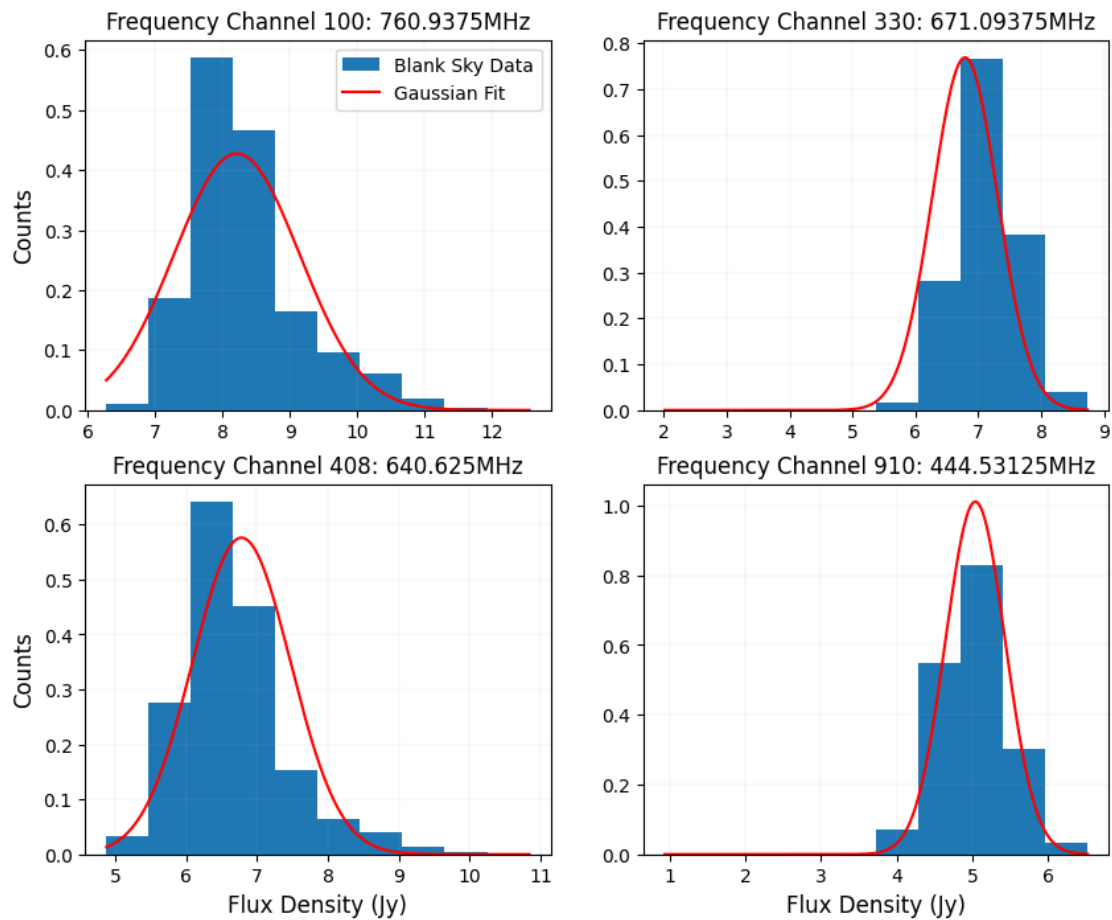 Frequency Channel 100: 760.9375MHz
Counts
0.6
0.5
0.4
0.3
0.2
0.1
0.0
6 7 8 9 10 11 12
Blank Sky Data
Gaussian Fit
Frequency Channel 330: 671.09375MHz
0.8
0.7
0.6
0.5
0.4
0.3
0.2
0.1
0.0
2 3 4 5 6 7 8 9
Frequency Channel 408: 640.625MHz
Counts
0.6
0.5
0.4
0.3
0.2
0.1
0.0
5 6 7 8 9 10 11
Flux Density (Jy)
Frequency Channel 910: 444.53125MHz
1.0
0.8
0.6
0.4
0.2
0.0
1 2 3 4 5 6
Flux Density (Jy)